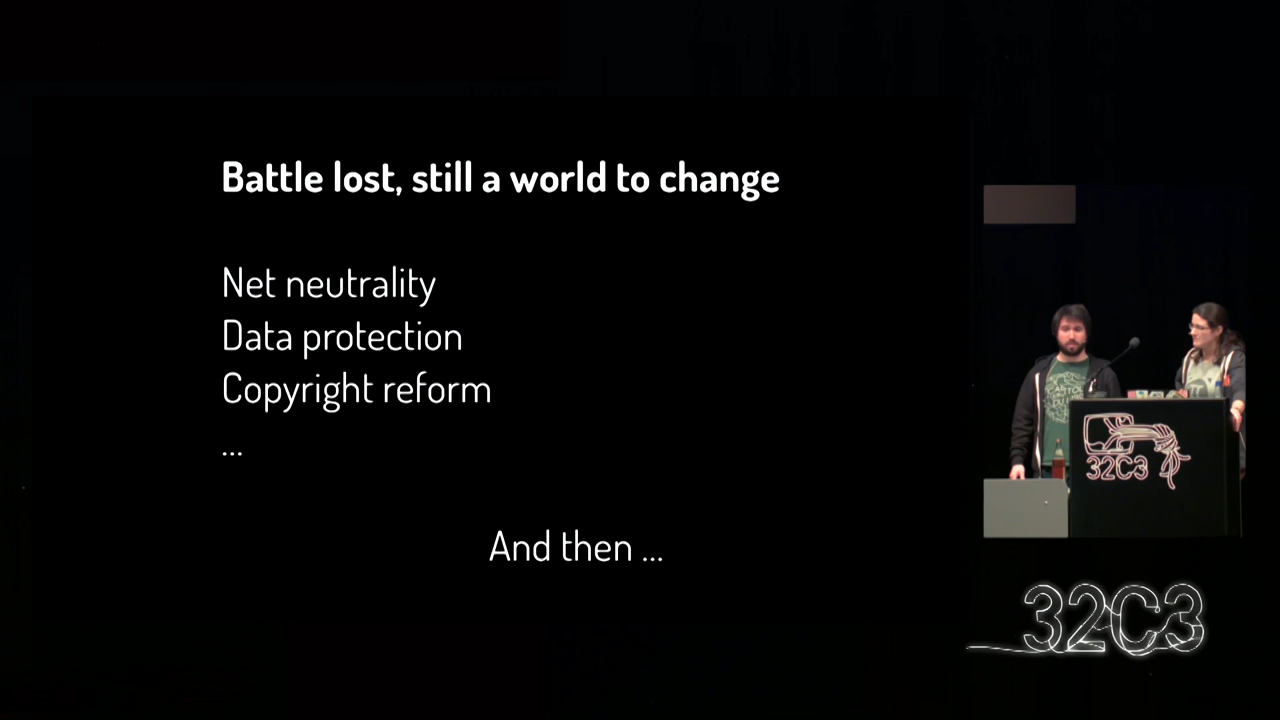 Battle lost, still a world to change
Net neutrality
Data protection
Copyright reform
...
And then ...
32C3
32C3